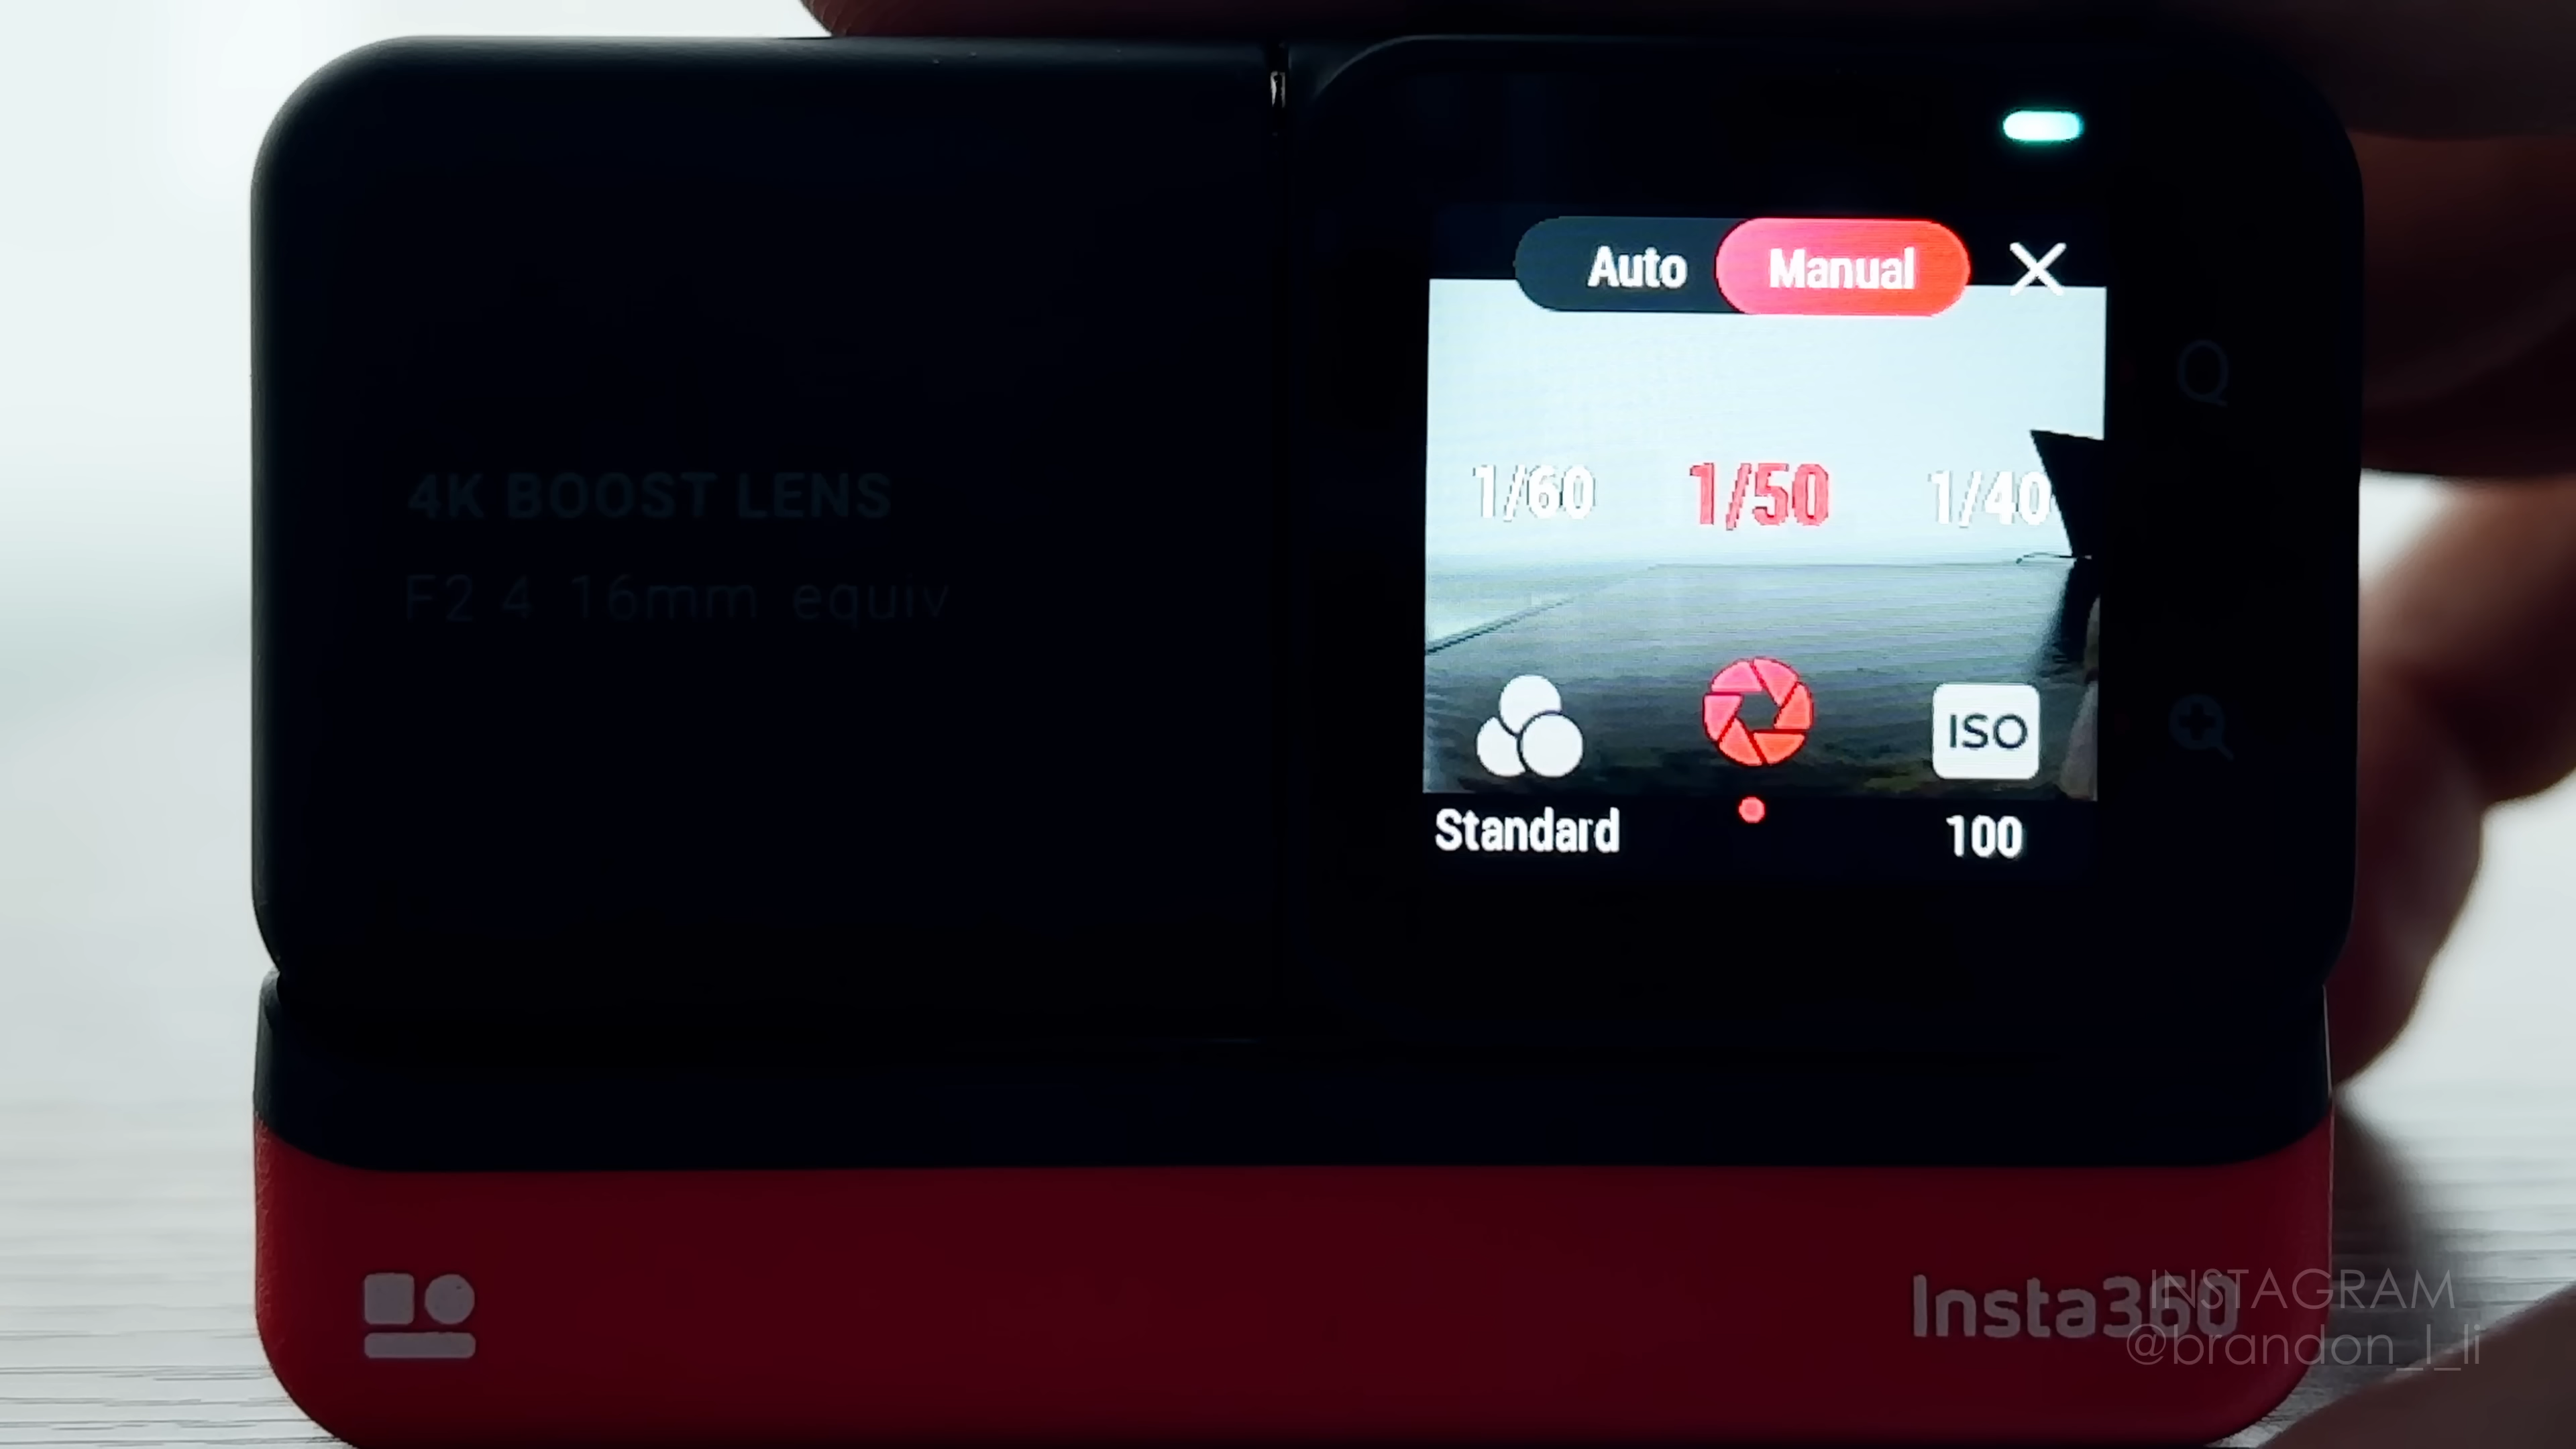 Auto Manual
1/60 1/50 1/40
4K BOOST LENS
F2 4 16mm equiv
ISO
Standard 100
Q
Insta360
INSTAGRAM
@brandon_l_li